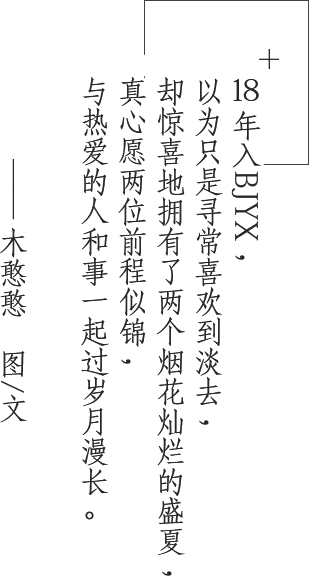 18年入BJYX，
以为只是寻常喜欢到淡去，
却惊喜地拥有了两个烟花灿烂的盛夏，
真心愿两位前程似锦，
与热爱的人和事一起过岁月漫长。
——木憨憨 图/文